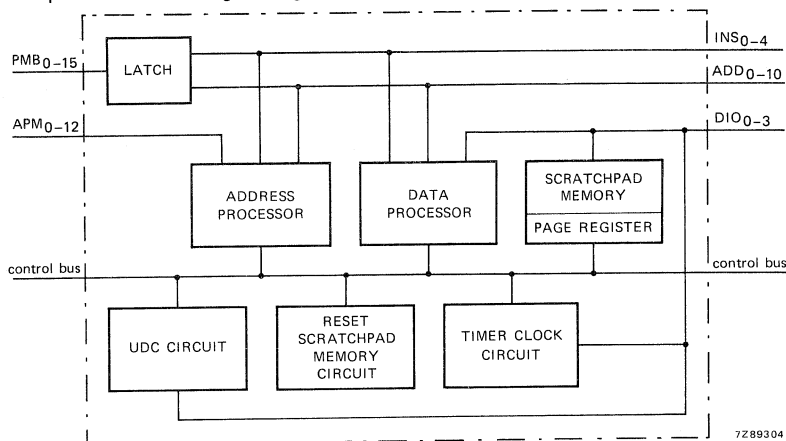 INS0–4
PMB0–15
LATCH
ADD0–10
APM0–12
DIO0–3
ADDRESS
PROCESSOR
DATA
PROCESSOR
SCRATCHPAD
MEMORY
PAGE REGISTER
control bus
control bus
UDC CIRCUIT
RESET
SCRATCHPAD
MEMORY
CIRCUIT
TIMER CLOCK
CIRCUIT
7Z89304